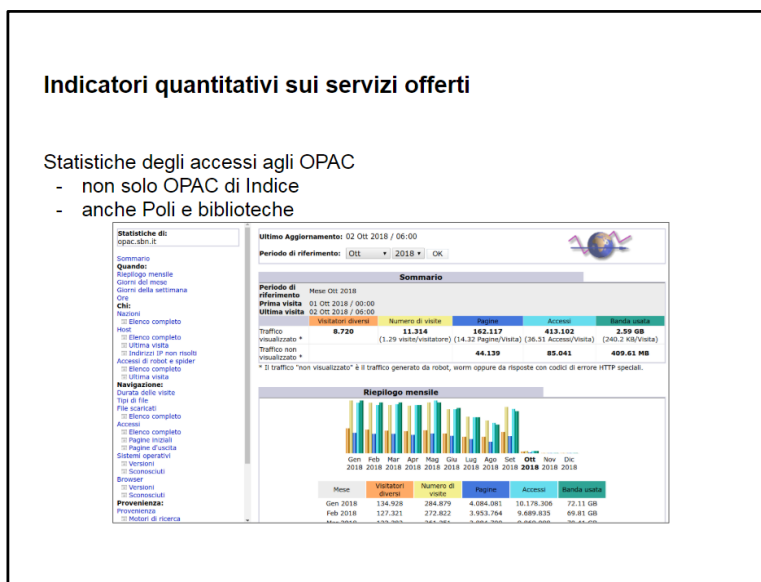 Indicatori quantitativi sui servizi offerti
Statistiche degli accessi agli OPAC
- non solo OPAC di Indice
- anche Poli e biblioteche
Statistiche di:
opac.sbn.it
Sommario
Quando:
Riepilogo mensile
Giorni del mese
Giorni della settimana
Ore
Chi:
Nazioni
Elenco completo
Host
Elenco completo
Ultima visita
Indirizzi IP non risolti
Accessi di robot e spider
Elenco completo
Ultima visita
Navigazione:
Durata delle visite
Tipi di file
File scaricati
Elenco completo
Accessi
Elenco completo
Pagine iniziali
Pagine d'uscita
Sistemi operativi
Versioni
Sconosciuti
Browser
Versioni
Sconosciuti
Provenienza:
Provenienza
Motori di ricerca
Ultimo Aggiornamento: 02 Ott 2018 / 06:00
Periodo di riferimento: Ott 2018 OK
Sommario
Periodo di riferimento Mese Ott 2018
Prima visita 01 Ott 2018 / 00:00
Ultima visita 02 Ott 2018 / 06:00
Visitatori diversi Numero di visite Pagine Accessi Banda usata
Traffico visualizzato * 8.720 11.314 162.117 413.102 2.59 GB
(1.29 visite/visitatore) (14.32 Pagine/Visita) (36.51 Accessi/Visita) (240.2 KB/Visita)
Traffico non visualizzato * 44.139 85.041 409.61 MB
* Il traffico "non visualizzato" è il traffico generato da robot, worm oppure da risposte con codici di errore HTTP speciali.
Riepilogo mensile
Gen Feb Mar Apr Mag Giu Lug Ago Set Ott Nov Dic
2018 2018 2018 2018 2018 2018 2018 2018 2018 2018 2018 2018
Mese Visitatori diversi Numero di visite Pagine Accessi Banda usata
Gen 2018 134.928 284.879 4.084.081 10.178.306 72.11 GB
Feb 2018 127.321 272.822 3.953.764 9.689.835 69.81 GB